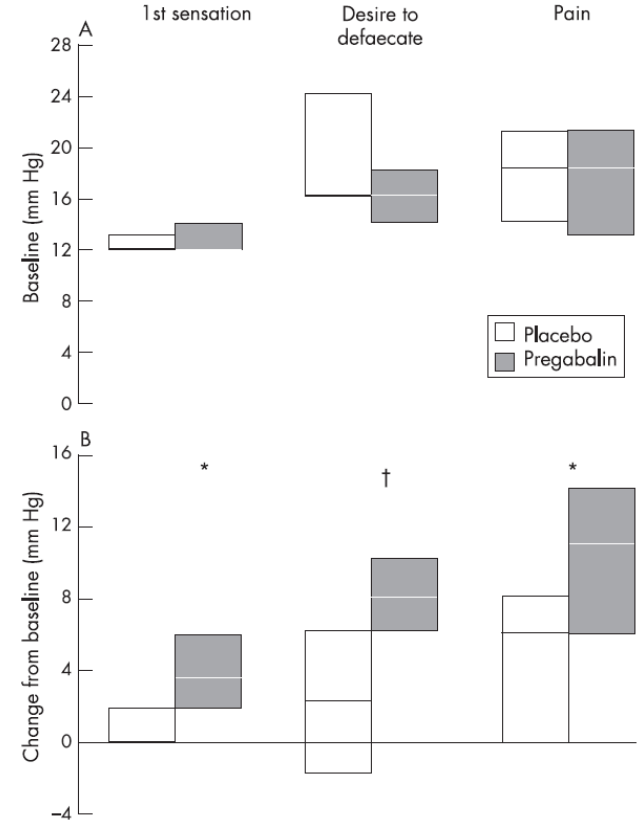 1st sensation
Desire to
defaecate
Pain
A
28
24
20
16
12
8
4
0
Baseline (mm Hg)
Placebo
Pregabalin
B
16
12
8
4
0
–4
Change from baseline (mm Hg)
*
†
*